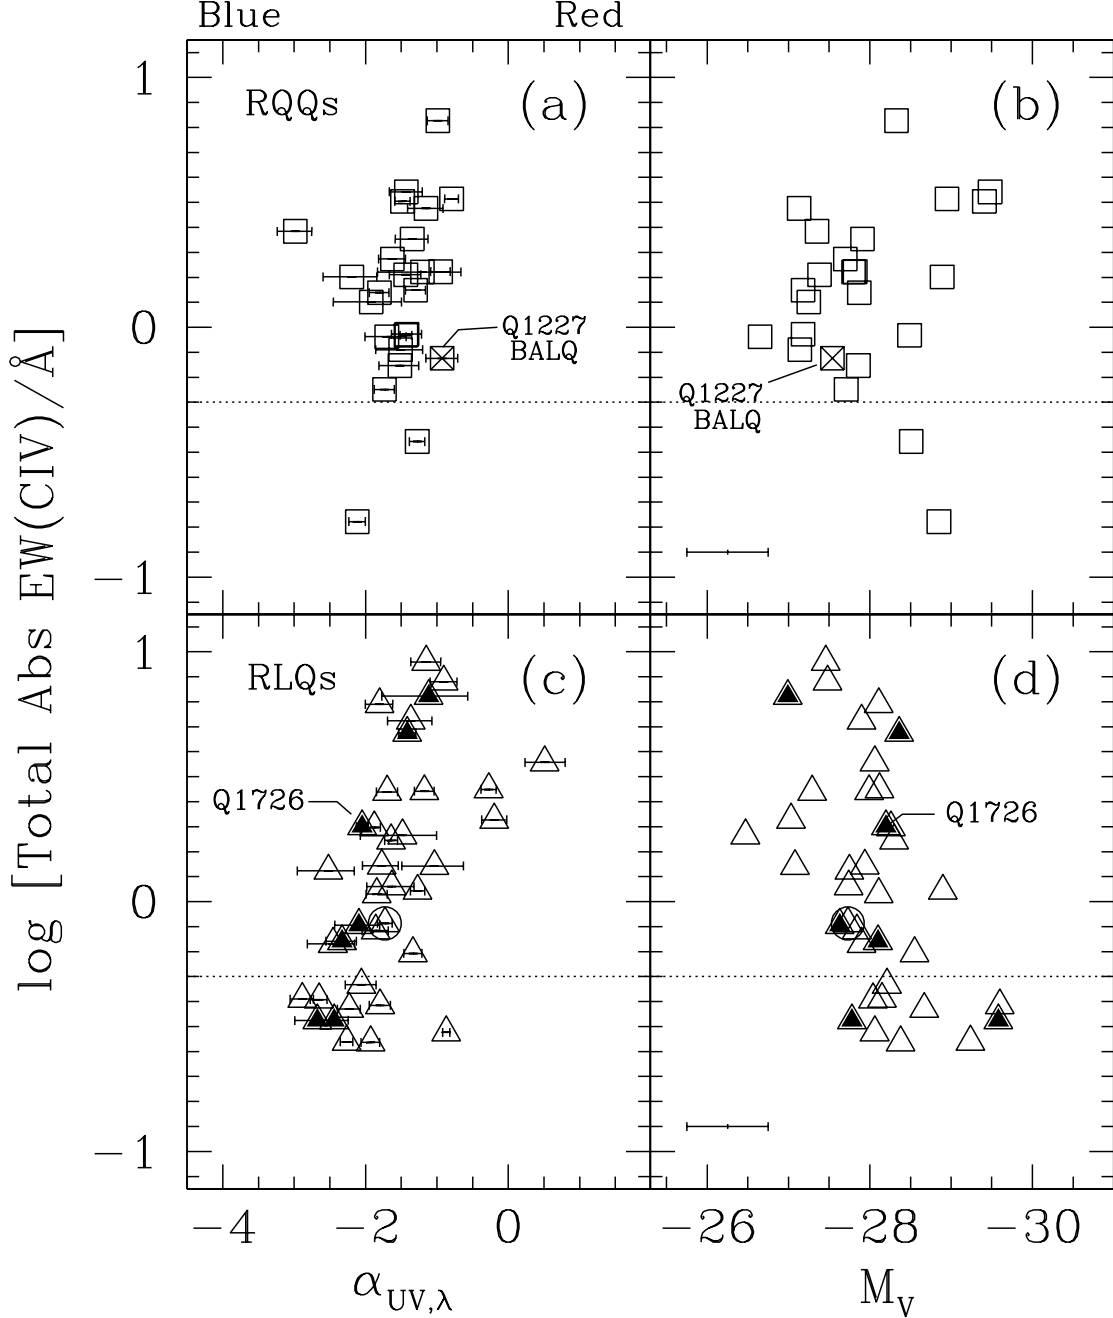 Blue Red
1
RQQs (a) (b)
0
Q1227
BALQ
Q1227
BALQ
−1
log [Total Abs EW(CIV)/Å]
1
RLQs (c) (d)
Q1726 Q1726
0
−1
−4 −2 0 −26 −28 −30
α_UV,λ M_V